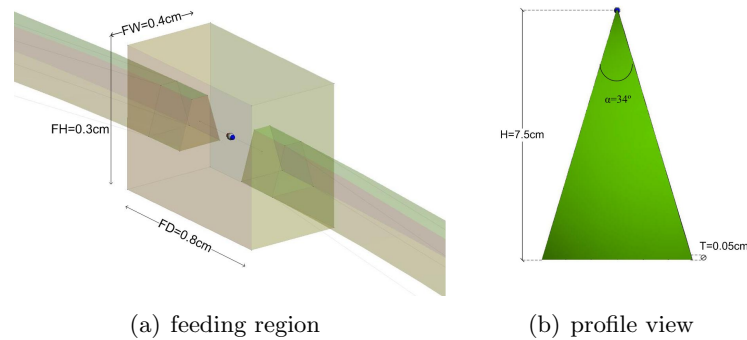 FW=0.4cm
FH=0.3cm
FD=0.8cm
(a) feeding region
α=34º
H=7.5cm
T=0.05cm
(b) profile view